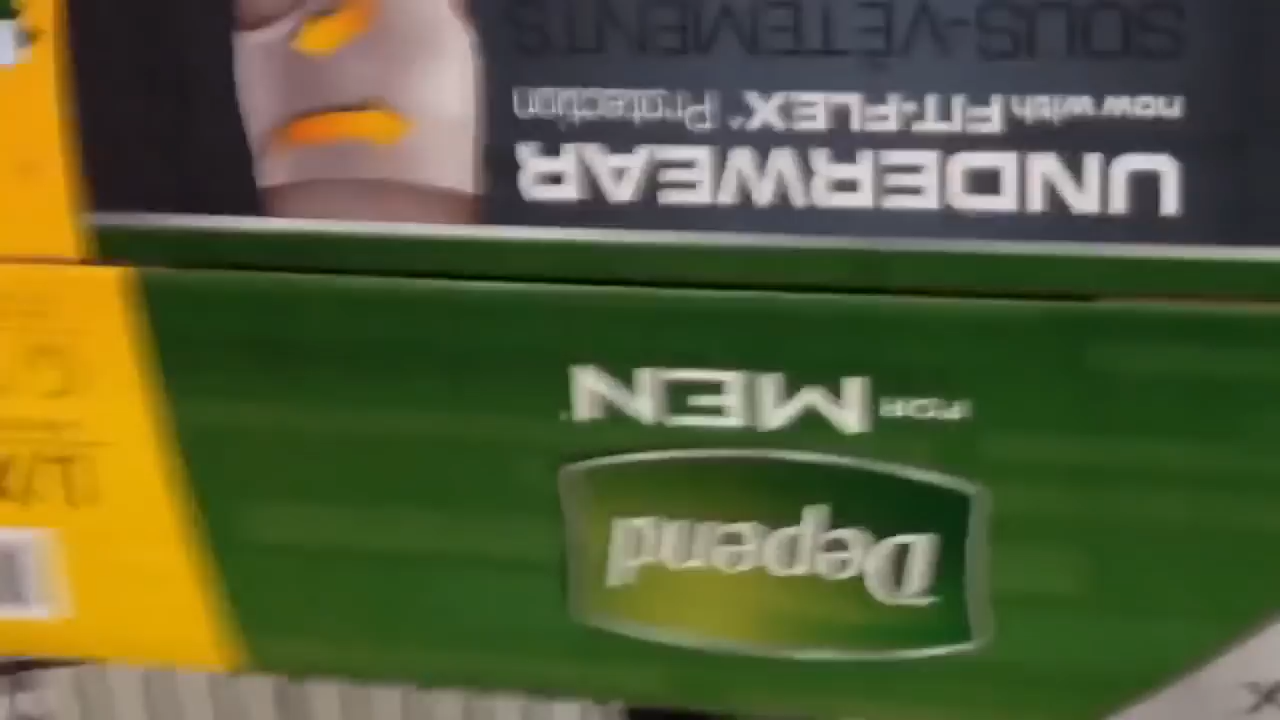 Depend
FOR MEN
UNDERWEAR
now with FIT-FLEX Protection
SOUS-VÊTEMENTS